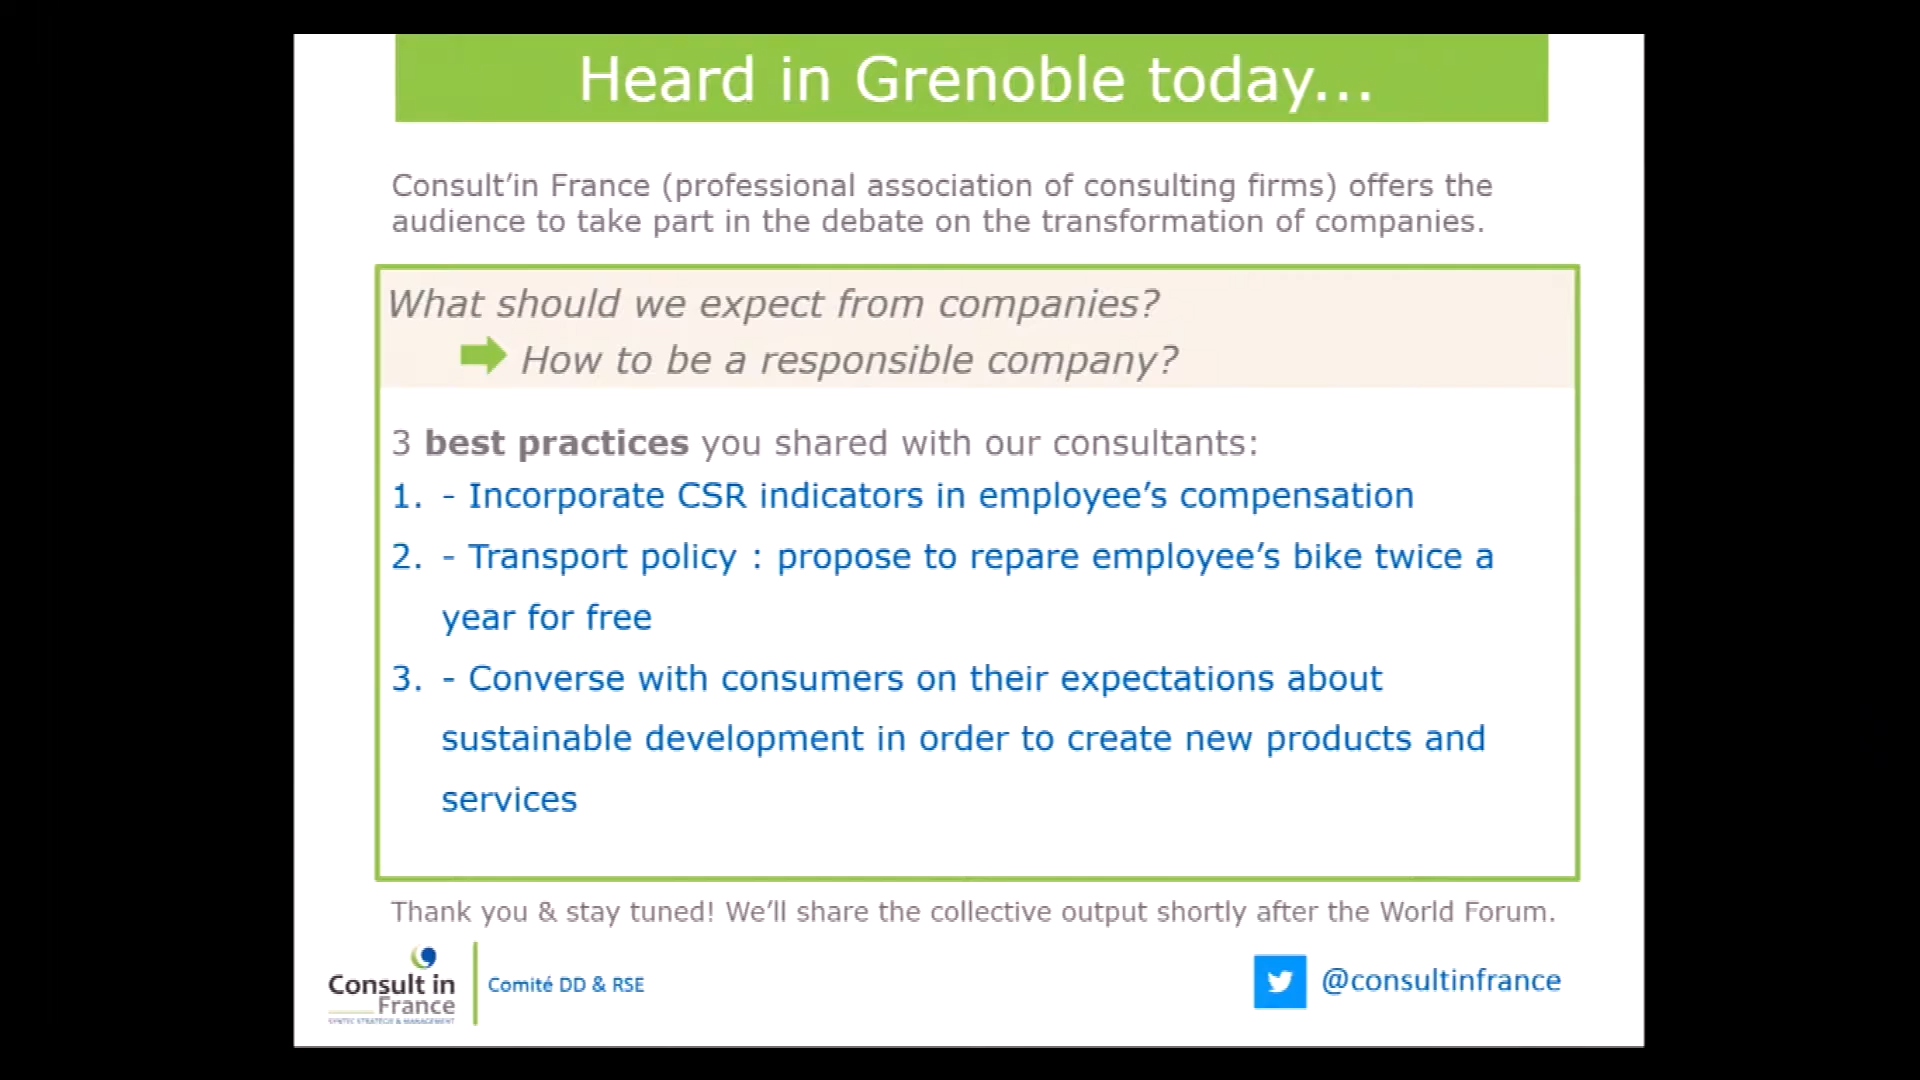 Heard in Grenoble today...
Consult'in France (professional association of consulting firms) offers the
audience to take part in the debate on the transformation of companies.
What should we expect from companies?
How to be a responsible company?
3 best practices you shared with our consultants:
1. - Incorporate CSR indicators in employee's compensation
2. - Transport policy : propose to repare employee's bike twice a
year for free
3. - Converse with consumers on their expectations about
sustainable development in order to create new products and
services
Thank you & stay tuned! We'll share the collective output shortly after the World Forum.
Consult in
France
SYNTEC STRATÉGIE & MANAGEMENT
Comité DD & RSE
@consultinfrance